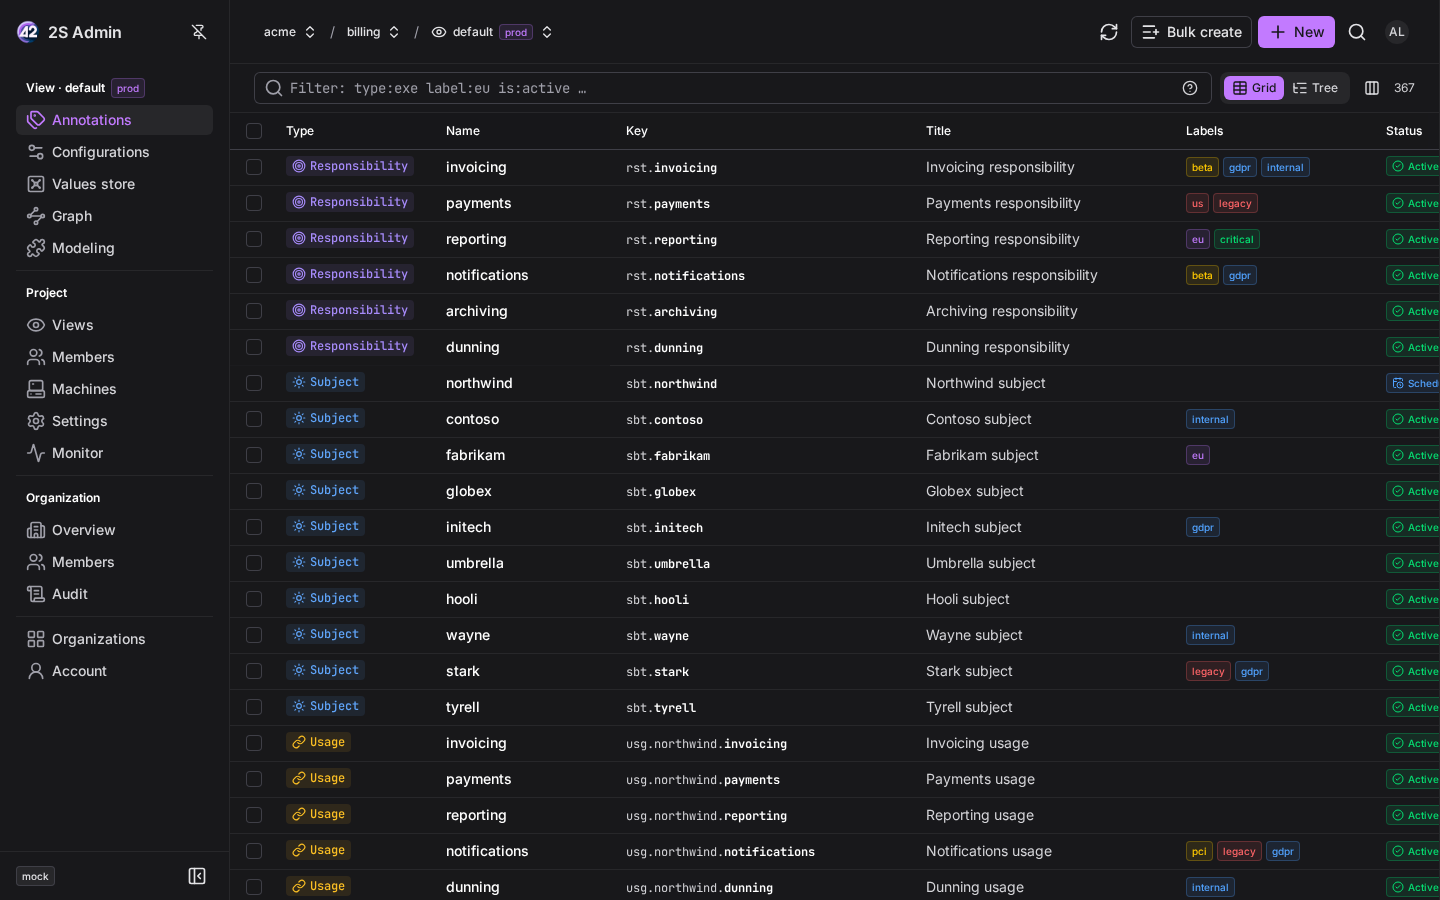 2S Admin
acme / billing / default prod
Bulk create
New
AL
View · default prod
Annotations
Configurations
Values store
Graph
Modeling
Project
Views
Members
Machines
Settings
Monitor
Organization
Overview
Members
Audit
Organizations
Account
mock
Filter: type:exe label:eu is:active …
Grid
Tree
367
Type Name Key Title Labels Status
Responsibility invoicing rst.invoicing Invoicing responsibility beta gdpr internal Active
Responsibility payments rst.payments Payments responsibility us legacy Active
Responsibility reporting rst.reporting Reporting responsibility eu critical Active
Responsibility notifications rst.notifications Notifications responsibility beta gdpr Active
Responsibility archiving rst.archiving Archiving responsibility Active
Responsibility dunning rst.dunning Dunning responsibility Active
Subject northwind sbt.northwind Northwind subject Sched
Subject contoso sbt.contoso Contoso subject internal Active
Subject fabrikam sbt.fabrikam Fabrikam subject eu Active
Subject globex sbt.globex Globex subject Active
Subject initech sbt.initech Initech subject gdpr Active
Subject umbrella sbt.umbrella Umbrella subject Active
Subject hooli sbt.hooli Hooli subject Active
Subject wayne sbt.wayne Wayne subject internal Active
Subject stark sbt.stark Stark subject legacy gdpr Active
Subject tyrell sbt.tyrell Tyrell subject Active
Usage invoicing usg.northwind.invoicing Invoicing usage Active
Usage payments usg.northwind.payments Payments usage Active
Usage reporting usg.northwind.reporting Reporting usage Active
Usage notifications usg.northwind.notifications Notifications usage pci legacy gdpr Active
Usage dunning usg.northwind.dunning Dunning usage internal Active